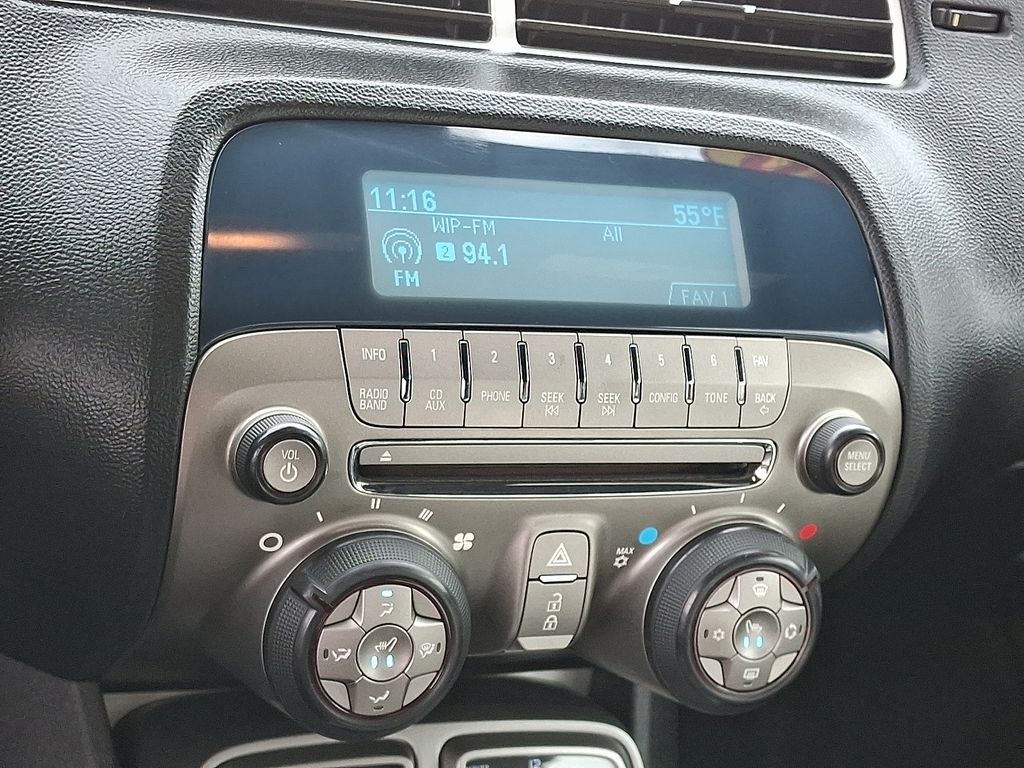 11:16
55°F
WIP-FM
All
2 94.1
FM
FAV 1
INFO 1 2 3 4 5 6 FAV
RADIO BAND
CD AUX
PHONE
SEEK
SEEK
CONFIG
TONE
BACK
VOL
MENU SELECT
MAX